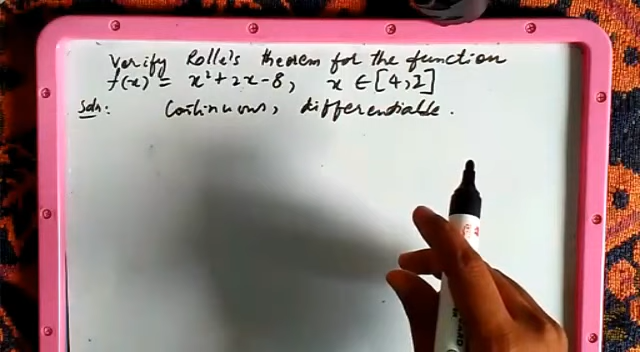 Verify Rolle's theorem for the function
f(x) = x² + 2x - 8, x ∈ [4, 2]
Soln: Continuous, differentiable.